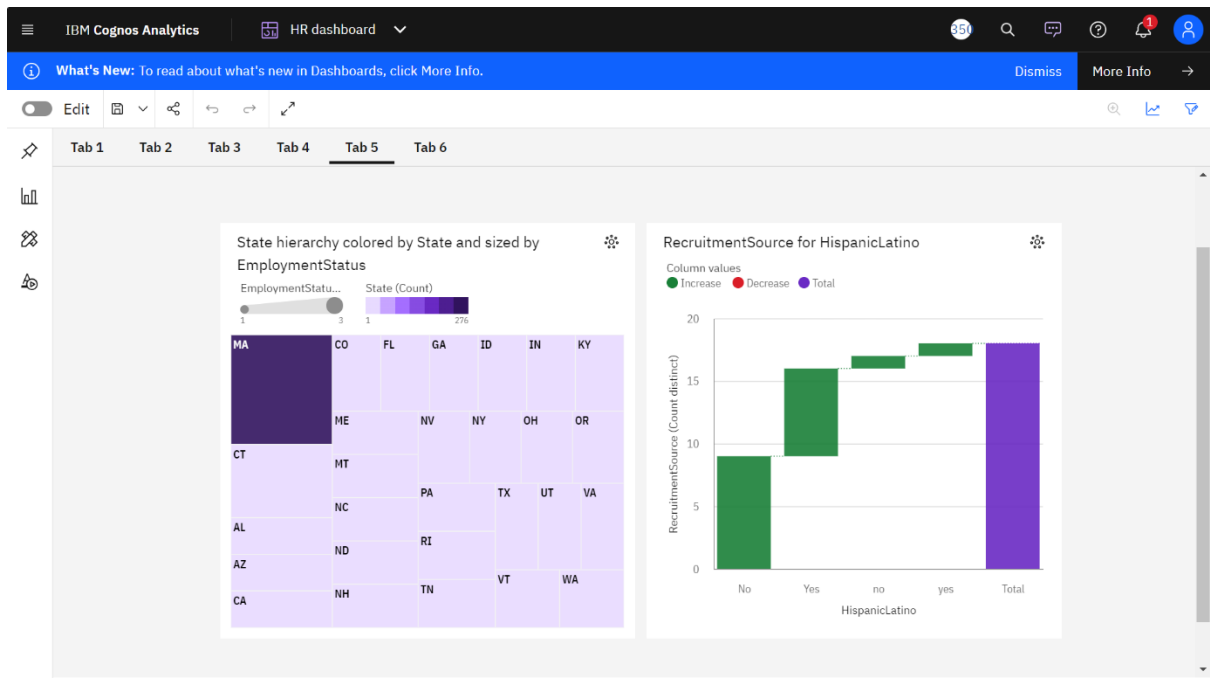 IBM Cognos Analytics
HR dashboard
350
1
What's New: To read about what's new in Dashboards, click More Info.
Dismiss
More Info
Edit
Tab 1 Tab 2 Tab 3 Tab 4 Tab 5 Tab 6
State hierarchy colored by State and sized by
EmploymentStatus
EmploymentStatu... State (Count)
1 3 1 276
MA CO FL GA ID IN KY
ME NV NY OH OR
CT
MT
PA TX UT VA
NC
AL
RI
ND
AZ
VT WA
TN
NH
CA
RecruitmentSource for HispanicLatino
Column values
Increase Decrease Total
RecruitmentSource (Count distinct)
20
15
10
5
0
No Yes no yes Total
HispanicLatino